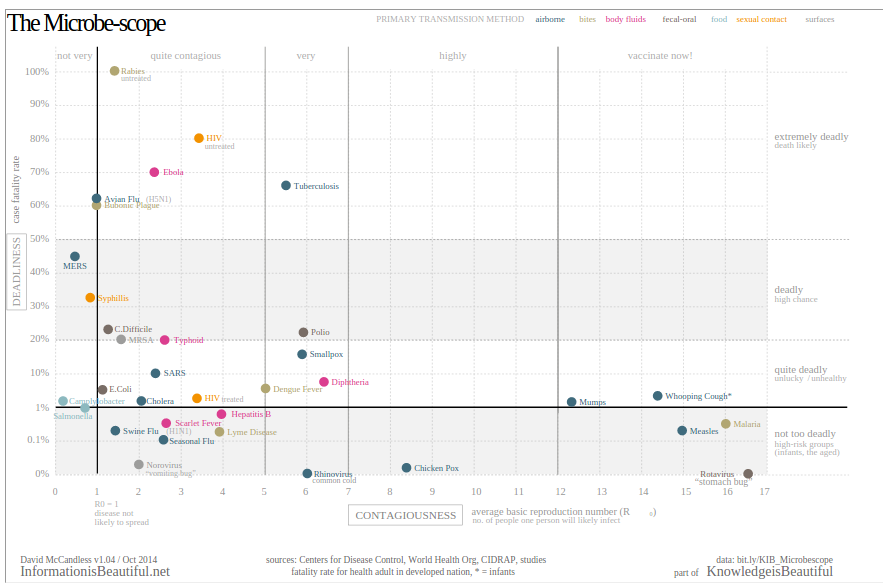 The Microbe-scope
PRIMARY TRANSMISSION METHOD airborne bites body fluids fecal-oral food sexual contact surfaces
not very quite contagious very highly vaccinate now!
100%
Rabies
untreated
90%
80%
HIV
untreated
extremely deadly
death likely
70%
Ebola
Tuberculosis
case fatality rate
Avian Flu (H5N1)
60%
Bubonic Plague
50%
DEADLINESS
MERS
40%
Syphillis
deadly
high chance
30%
C.Difficile
Polio
20%
MRSA
Typhoid
Smallpox
10%
SARS
Diphtheria
quite deadly
unlucky / unhealthy
E.Coli
Dengue Fever
Campylobacter
Cholera
HIV treated
Mumps
Whooping Cough*
1%
Salmonella
Hepatitis B
Scarlet Fever
Swine Flu (H1N1)
Lyme Disease
Measles
Malaria
not too deadly
high-risk groups
(infants, the aged)
0.1%
Seasonal Flu
Norovirus
"vomiting bug"
Chicken Pox
0%
Rhinovirus
common cold
Rotavirus
"stomach bug"
0 1 2 3 4 5 6 7 8 9 10 11 12 13 14 15 16 17
R0 = 1
disease not
likely to spread
CONTAGIOUSNESS
average basic reproduction number (R 0)
no. of people one person will likely infect
David McCandless v1.04 / Oct 2014
InformationisBeautiful.net
sources: Centers for Disease Control, World Health Org, CIDRAP, studies
fatality rate for health adult in developed nation, * = infants
data: bit.ly/KIB_Microbescope
part of KnowledgeisBeautiful